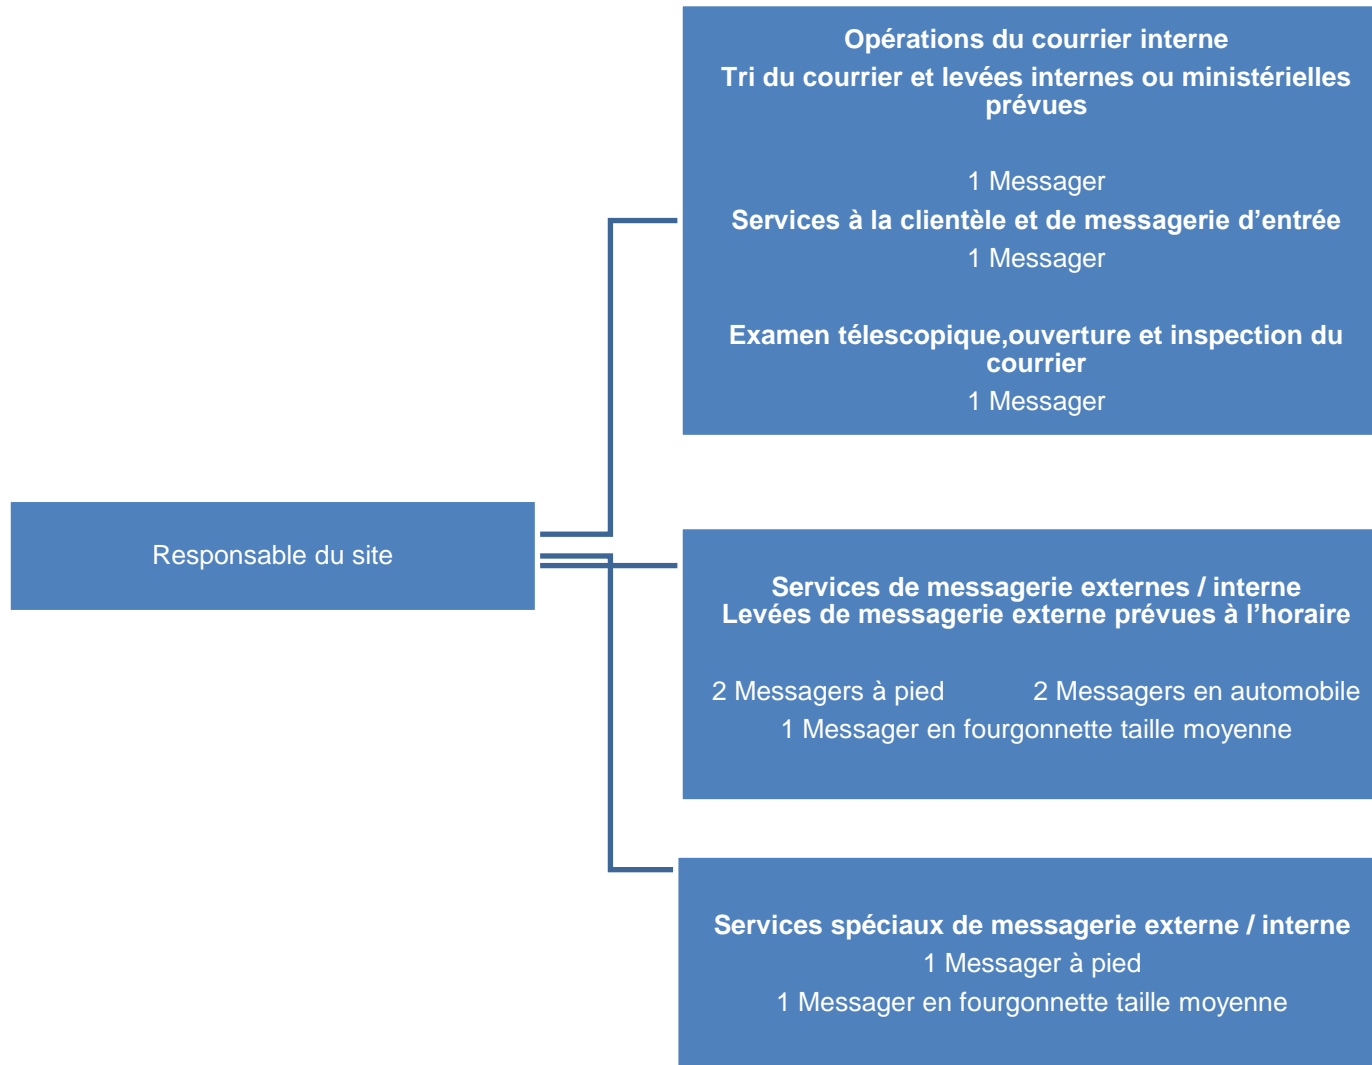 Opérations du courrier interne
Tri du courrier et levées internes ou ministérielles
prévues
1 Messager
Services à la clientèle et de messagerie d'entrée
1 Messager
Examen télescopique,ouverture et inspection du
courrier
1 Messager
Responsable du site
Services de messagerie externes / interne
Levées de messagerie externe prévues à l'horaire
2 Messagers à pied 2 Messagers en automobile
1 Messager en fourgonnette taille moyenne
Services spéciaux de messagerie externe / interne
1 Messager à pied
1 Messager en fourgonnette taille moyenne